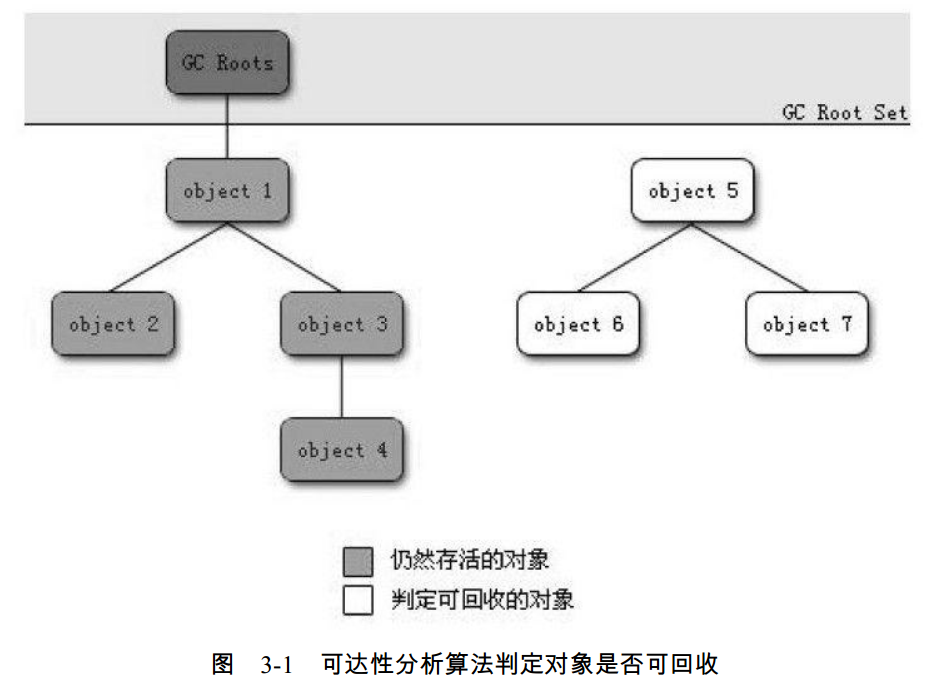 GC Roots
GC Root Set
object 1
object 5
object 2
object 3
object 6
object 7
object 4
仍然存活的对象
判定可回收的对象
图 3-1 可达性分析算法判定对象是否可回收